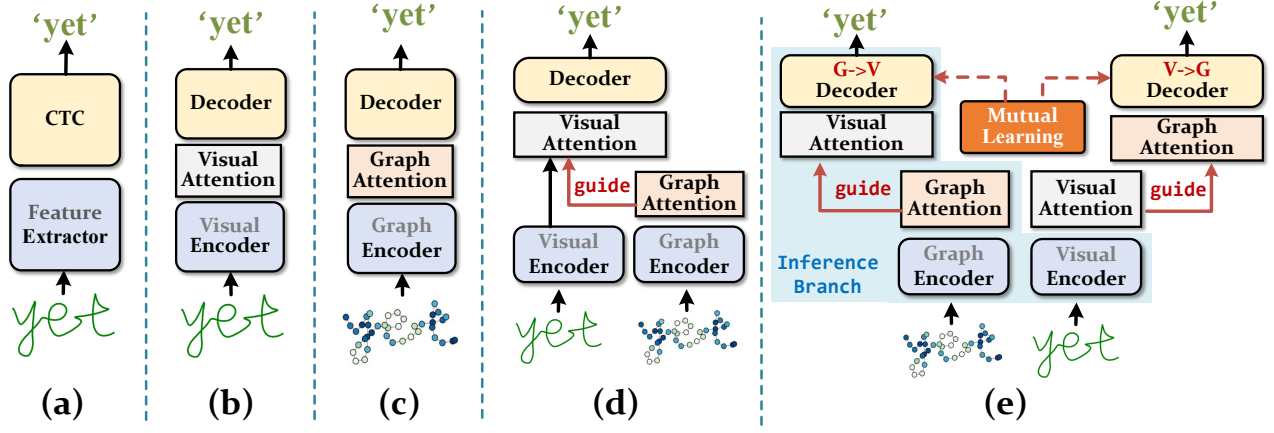 'yet'
CTC
Feature
Extractor
yet
(a)
'yet'
Decoder
Visual
Attention
Visual
Encoder
yet
(b)
'yet'
Decoder
Graph
Attention
Graph
Encoder
(c)
'yet'
Decoder
Visual
Attention
guide
Graph
Attention
Visual
Encoder
Graph
Encoder
yet
(d)
'yet'
G->V
Decoder
Visual
Attention
Mutual
Learning
'yet'
V->G
Decoder
Graph
Attention
guide
Graph
Attention
Visual
Attention
guide
Inference
Branch
Graph
Encoder
Visual
Encoder
yet
(e)